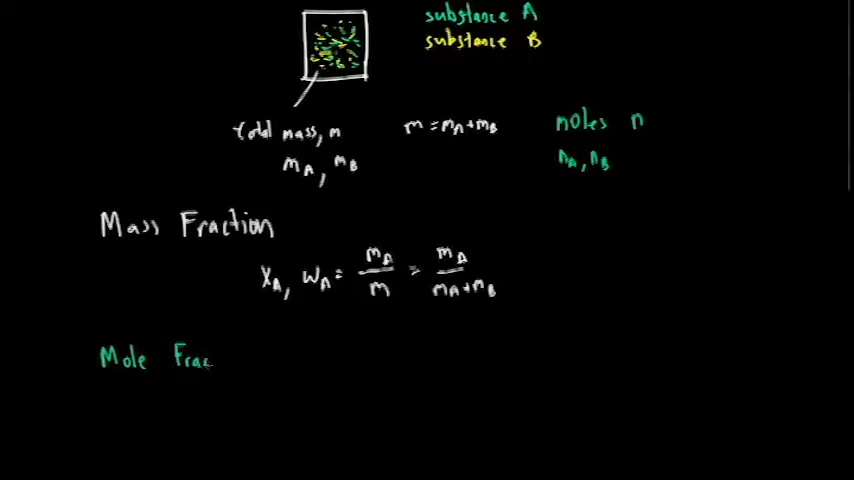 substance A
substance B
total mass, m m = mA + mB moles n
mA, mB nA, nB
Mass Fraction
XA, WA = mA / m = mA / mA + mB
Mole Frac